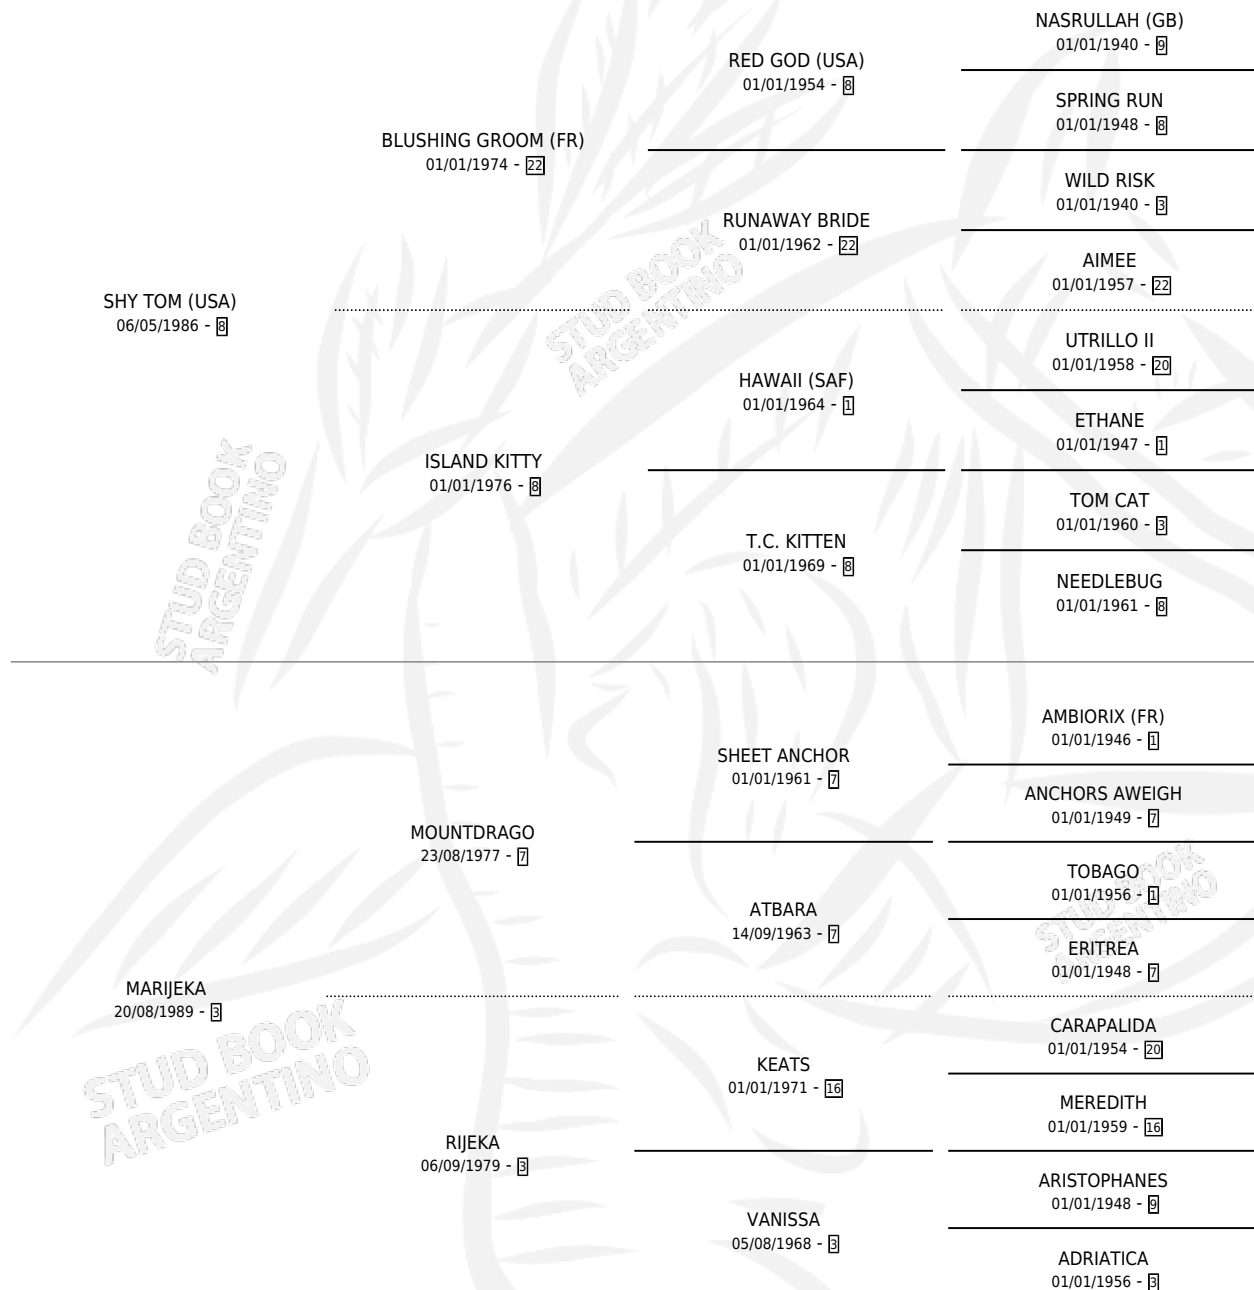 NASRULLAH (GB)
01/01/1940 - 9
RED GOD (USA)
01/01/1954 - 8
SPRING RUN
01/01/1948 - 8
BLUSHING GROOM (FR)
01/01/1974 - 22
WILD RISK
01/01/1940 - 3
RUNAWAY BRIDE
01/01/1962 - 22
AIMEE
01/01/1957 - 22
SHY TOM (USA)
06/05/1986 - 8
UTRILLO II
01/01/1958 - 20
HAWAII (SAF)
01/01/1964 - 1
ETHANE
01/01/1947 - 1
ISLAND KITTY
01/01/1976 - 8
TOM CAT
01/01/1960 - 3
T.C. KITTEN
01/01/1969 - 8
NEEDLEBUG
01/01/1961 - 8
AMBIORIX (FR)
01/01/1946 - 1
SHEET ANCHOR
01/01/1961 - 7
ANCHORS AWEIGH
01/01/1949 - 7
MOUNTDRAGO
23/08/1977 - 7
TOBAGO
01/01/1956 - 1
ATBARA
14/09/1963 - 7
ERITREA
01/01/1948 - 7
MARIJEKA
20/08/1989 - 3
CARAPALIDA
01/01/1954 - 20
KEATS
01/01/1971 - 16
MEREDITH
01/01/1959 - 16
RIJEKA
06/09/1979 - 3
ARISTOPHANES
01/01/1948 - 9
VANISSA
05/08/1968 - 3
ADRIATICA
01/01/1956 - 3
STUD BOOK
ARGENTINO
STUD BOOK
ARGENTINO
STUD BOOK
ARGENTINO
STUD BOOK
ARGENTINO